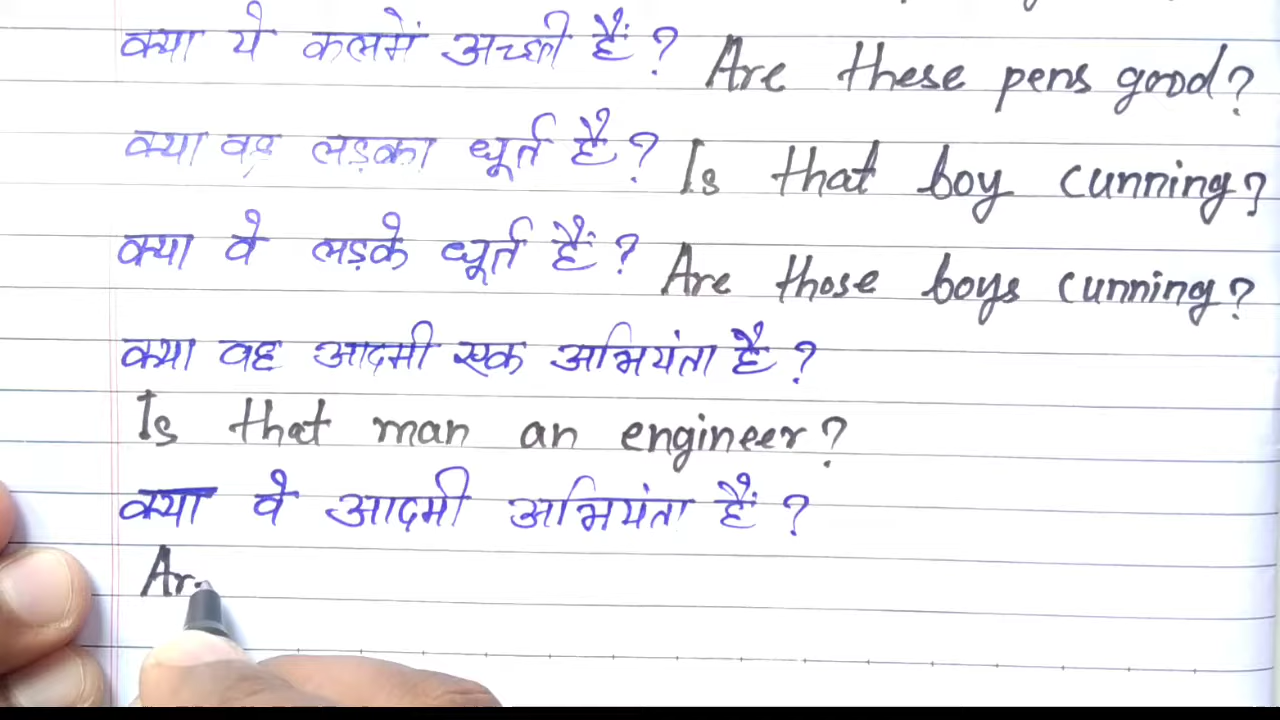 क्या ये कलमें अच्छी हैं? Are these pens good?
क्या वह लड़का धूर्त है? Is that boy cunning?
क्या वे लड़के धूर्त हैं? Are those boys cunning?
क्या वह आदमी एक अभियंता है?
Is that man an engineer?
क्या वे आदमी अभियंता हैं?
Ar